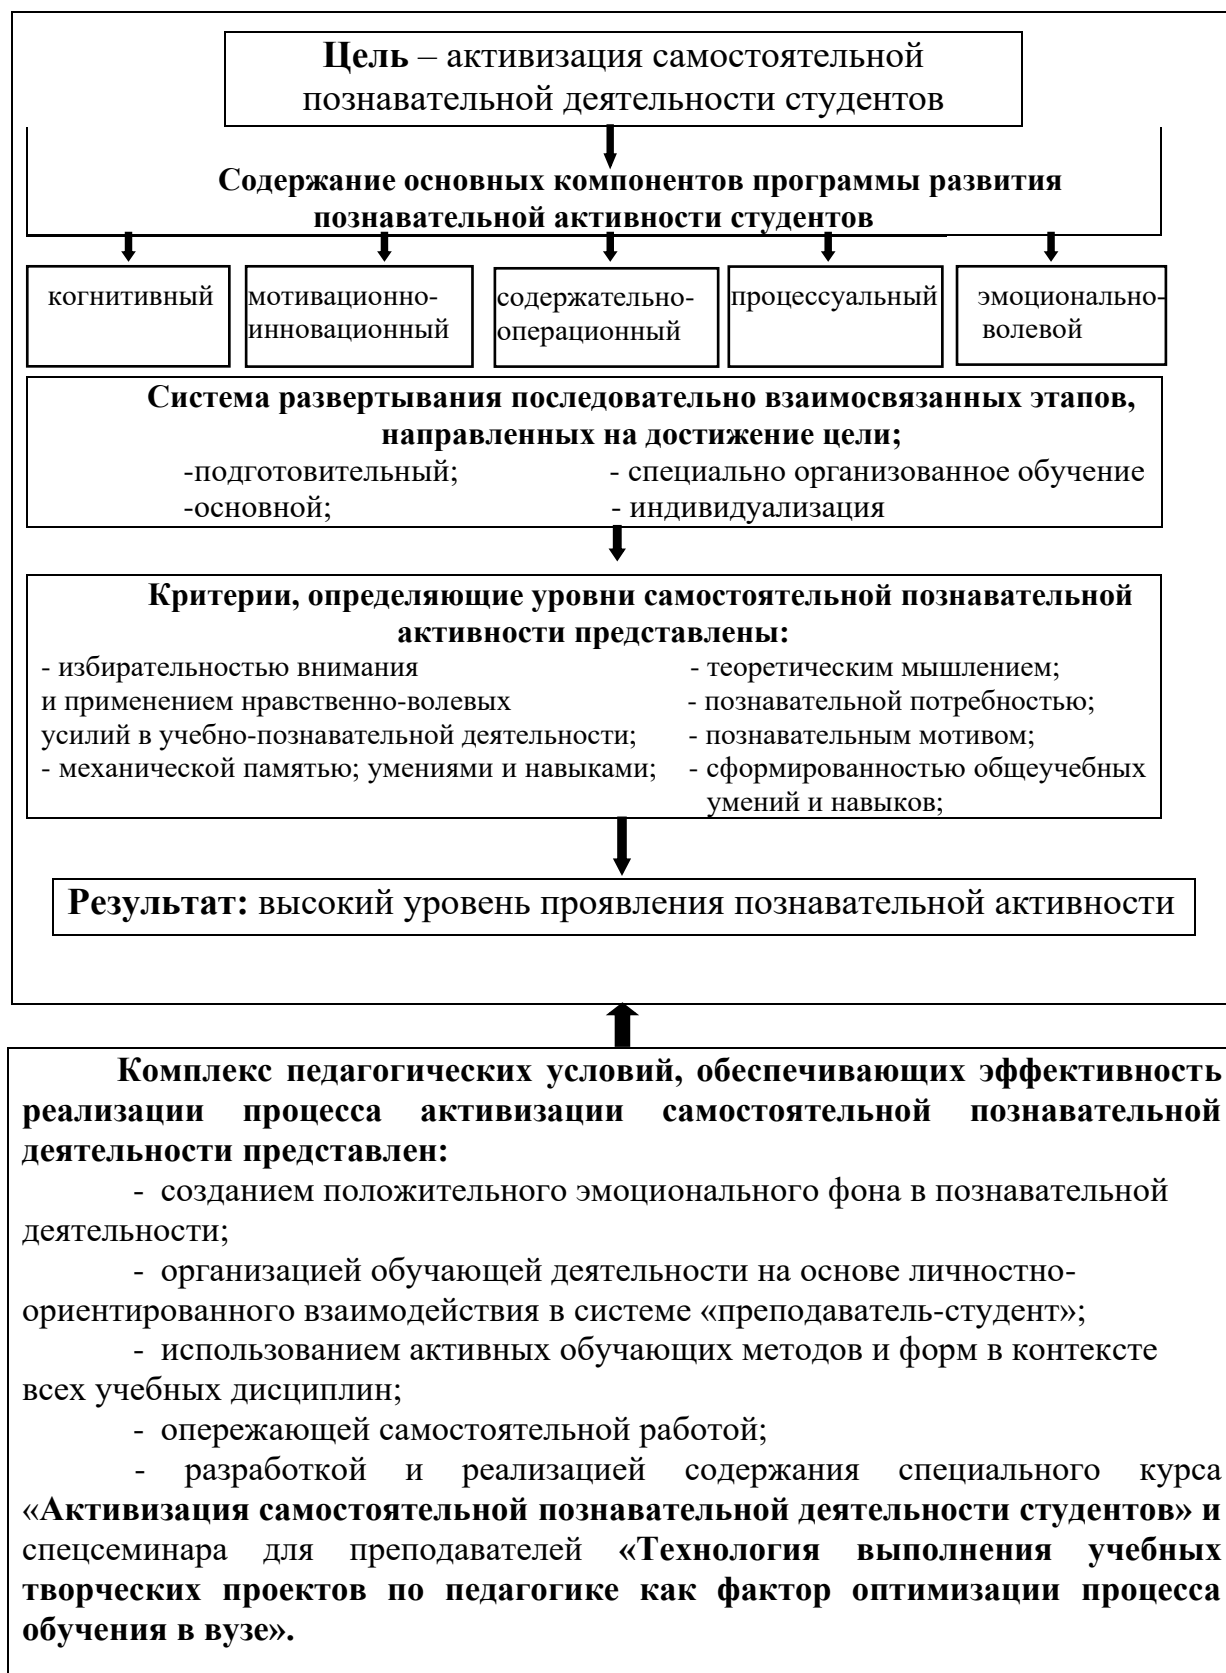 Цель – активизация самостоятельной
познавательной деятельности студентов
Содержание основных компонентов программы развития
познавательной активности студентов
когнитивный
мотивационно-
инновационный
содержательно-
операционный
процессуальный
эмоционально-
волевой
Система развертывания последовательно взаимосвязанных этапов,
направленных на достижение цели;
-подготовительный; - специально организованное обучение
-основной; - индивидуализация
Критерии, определяющие уровни самостоятельной познавательной
активности представлены:
- избирательностью внимания - теоретическим мышлением;
и применением нравственно-волевых - познавательной потребностью;
усилий в учебно-познавательной деятельности; - познавательным мотивом;
- механической памятью; умениями и навыками; - сформированностью общеучебных
умений и навыков;
Результат: высокий уровень проявления познавательной активности
Комплекс педагогических условий, обеспечивающих эффективность
реализации процесса активизации самостоятельной познавательной
деятельности представлен:
- созданием положительного эмоционального фона в познавательной
деятельности;
- организацией обучающей деятельности на основе личностно-
ориентированного взаимодействия в системе «преподаватель-студент»;
- использованием активных обучающих методов и форм в контексте
всех учебных дисциплин;
- опережающей самостоятельной работой;
- разработкой и реализацией содержания специального курса
«Активизация самостоятельной познавательной деятельности студентов» и
спецсеминара для преподавателей «Технология выполнения учебных
творческих проектов по педагогике как фактор оптимизации процесса
обучения в вузе».